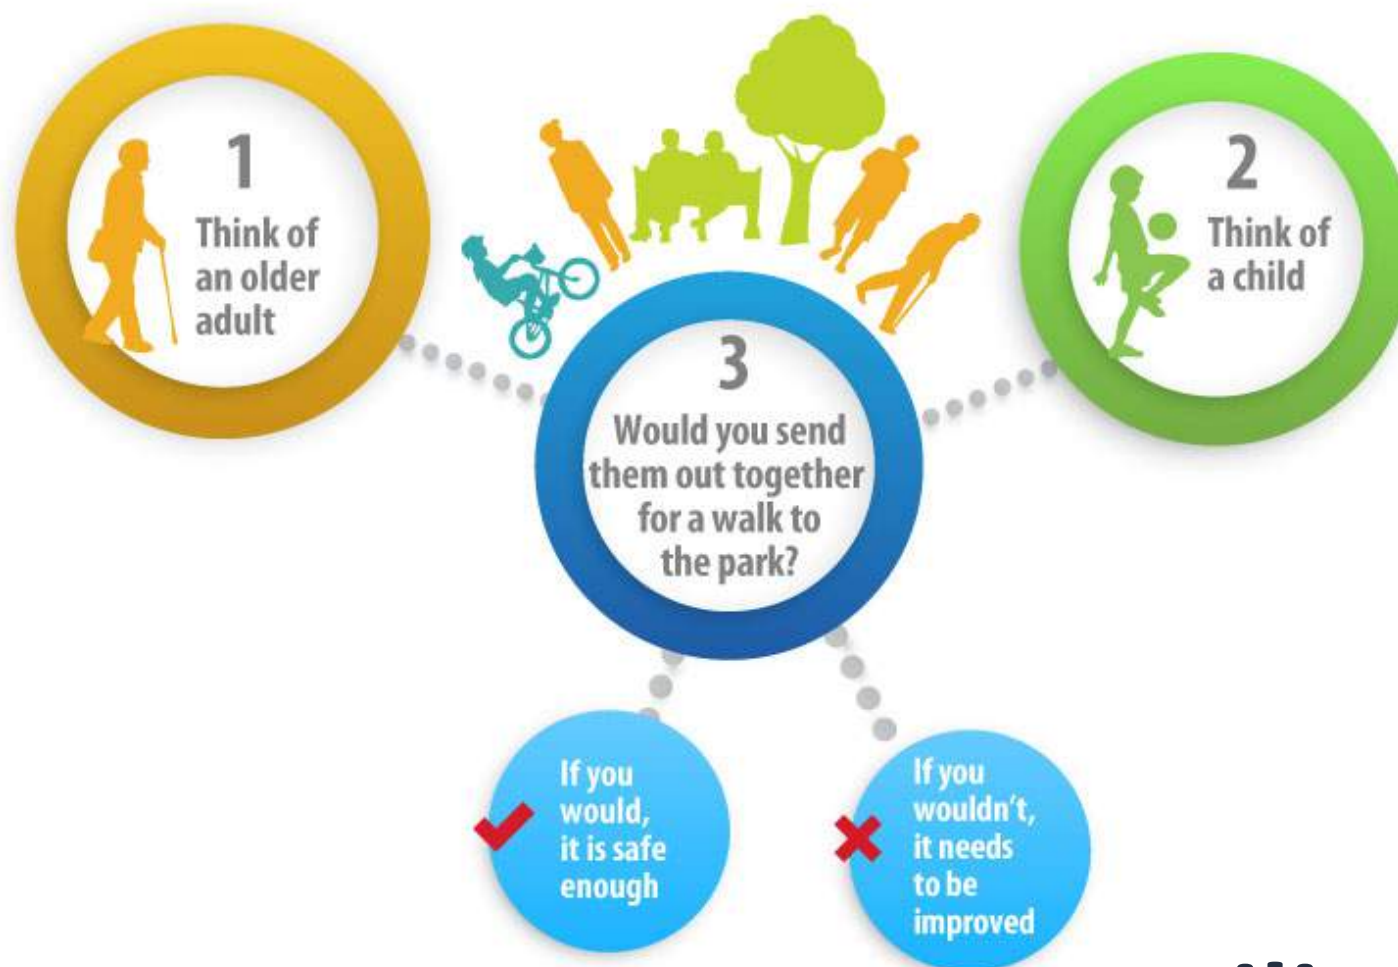 1
Think of
an older
adult
2
Think of
a child
3
Would you send
them out together
for a walk to
the park?
If you
would,
it is safe
enough
If you
wouldn't,
it needs
to be
improved